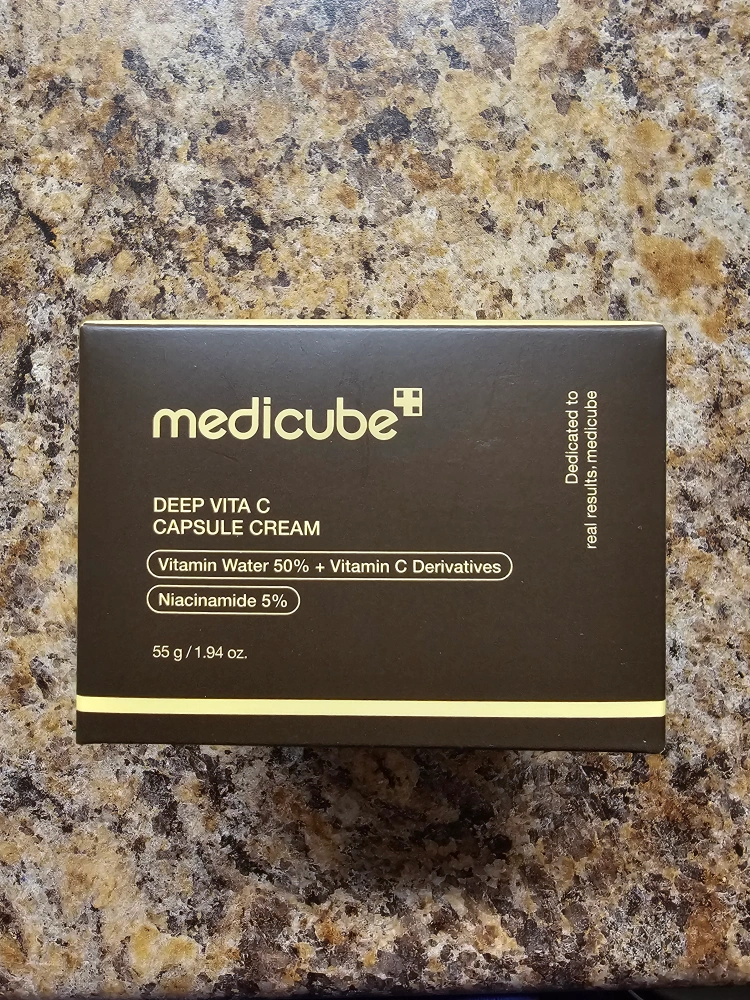 medicube
DEEP VITA C
CAPSULE CREAM
Vitamin Water 50% + Vitamin C Derivatives
Niacinamide 5%
55 g / 1.94 oz.
Dedicated to
real results, medicube